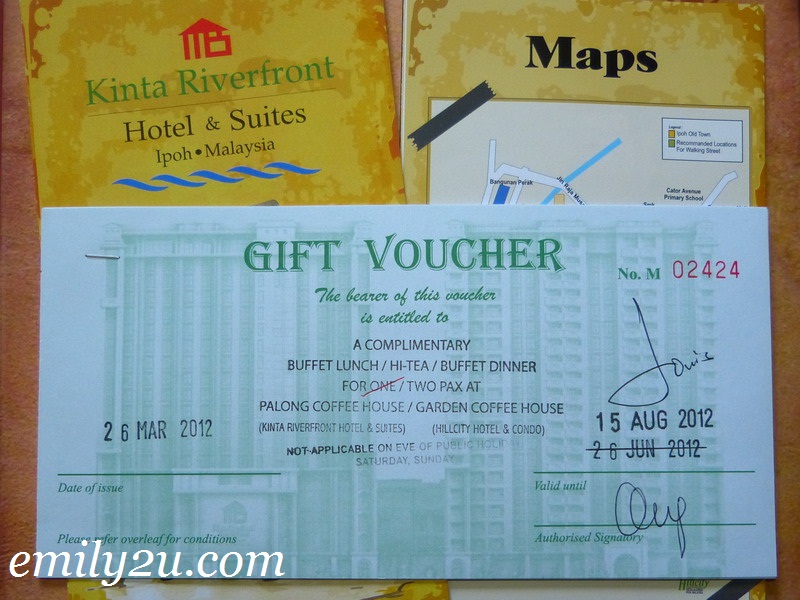 Kinta Riverfront
Hotel & Suites
Ipoh • Malaysia
Maps
Legend
Ipoh Old Town
Recommanded Locations
For Walking Street
Bangunan Perak
Cator Avenue
Primary School
GIFT VOUCHER
No. M 02424
The bearer of this voucher
is entitled to
A COMPLIMENTARY
BUFFET LUNCH / HI-TEA / BUFFET DINNER
FOR ONE / TWO PAX AT
PALONG COFFEE HOUSE / GARDEN COFFEE HOUSE
(KINTA RIVERFRONT HOTEL & SUITES) (HILLCITY HOTEL & CONDO)
NOT APPLICABLE ON EVE OF PUBLIC HOLI
SATURDAY, SUNDAY
26 MAR 2012
15 AUG 2012
26 JUN 2012
Date of issue
Valid until
Please refer overleaf for conditions
Authorised Signatory
emily2u.com
Hillcity